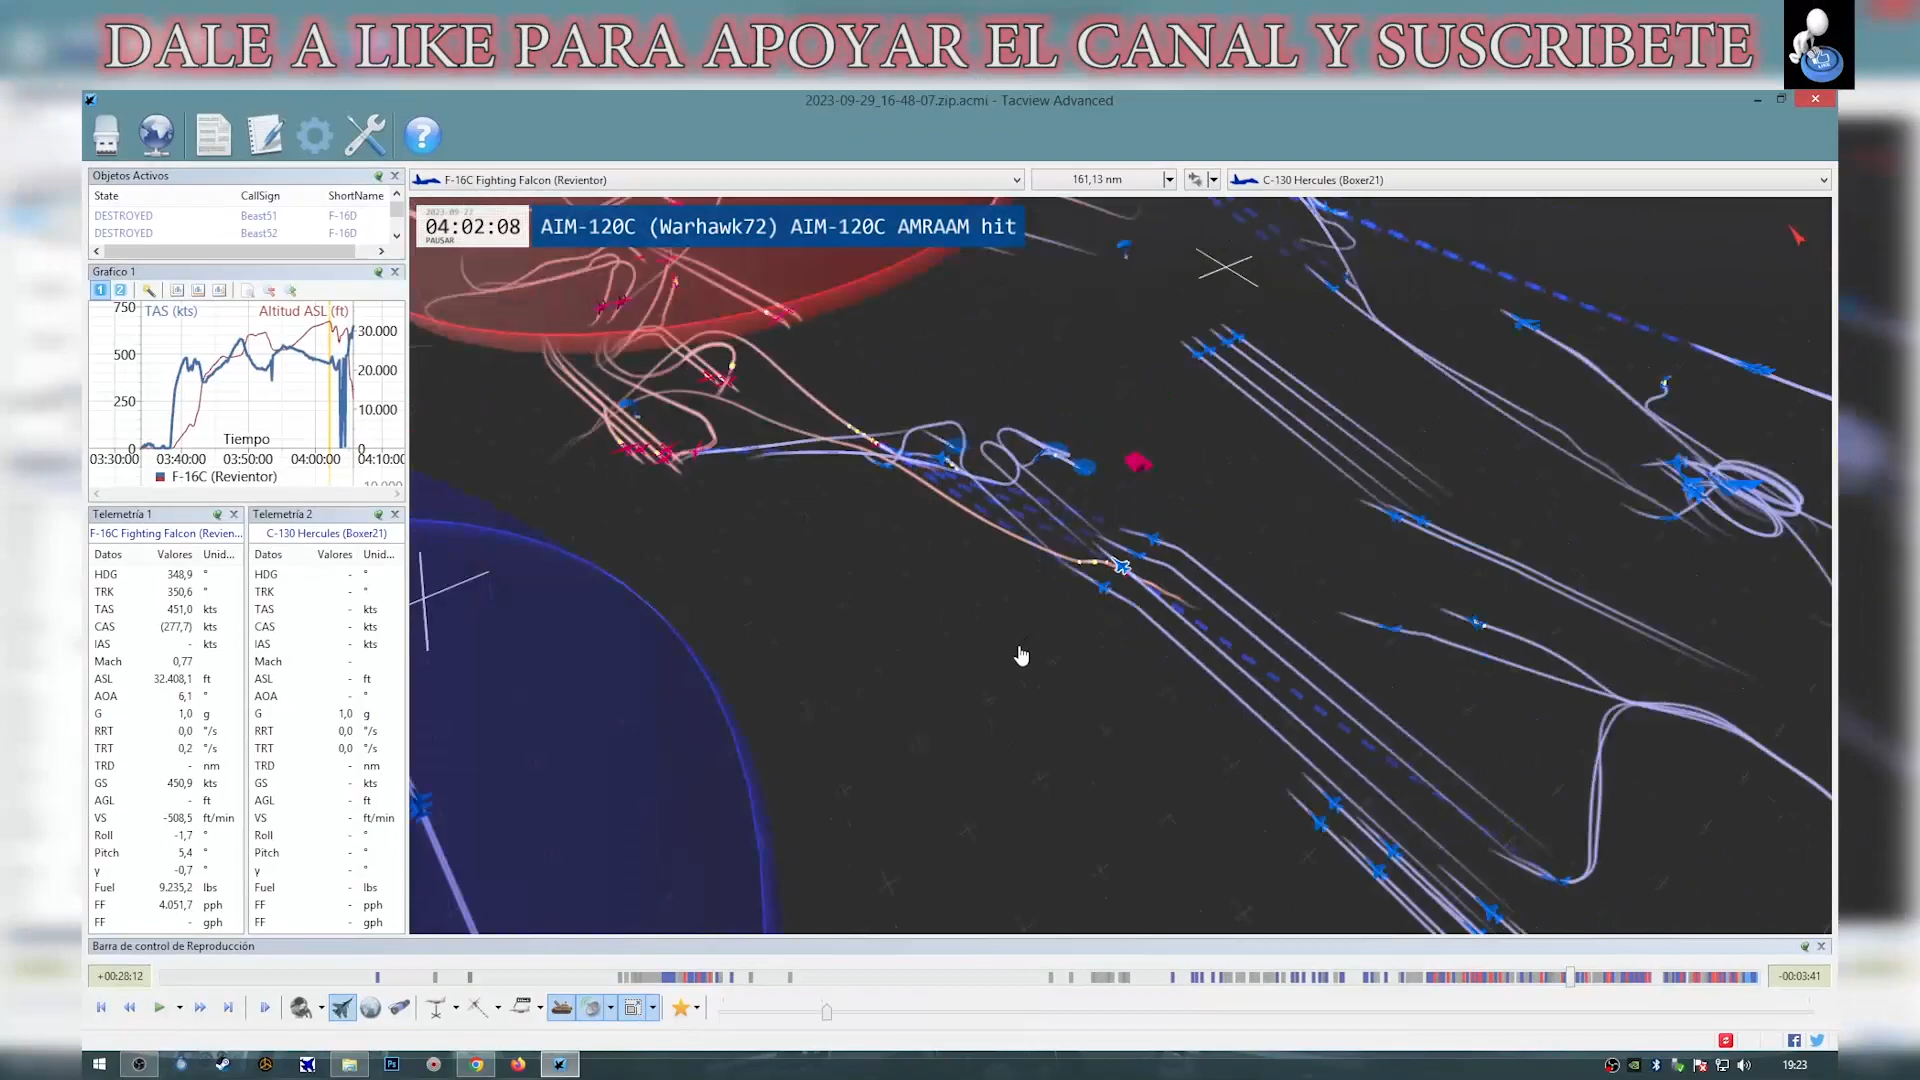 DALE A LIKE PARA APOYAR EL CANAL Y SUSCRIBETE
LIKE
2023-09-29_16-48-07.zip.acmi - Tacview Advanced
Objetos Activos
State CallSign ShortName
DESTROYED Beast51 F-16D
DESTROYED Beast52 F-16D
F-16C Fighting Falcon (Revientor)
161,13 nm
C-130 Hercules (Boxer21)
04:02:08
PAUSAR
AIM-120C (Warhawk72) AIM-120C AMRAAM hit
Grafico 1
1 2
750 TAS (kts) Altitud ASL (ft)
30.000
500
20.000
250
10.000
Tiempo
0 0
03:30:00 03:40:00 03:50:00 04:00:00 04:10:0
F-16C (Revientor)
Telemetría 1
F-16C Fighting Falcon (Revien...
Datos Valores Unid...
HDG 348,9 °
TRK 350,6 °
TAS 451,0 kts
CAS (277,7) kts
IAS - kts
Mach 0,77
ASL 32.408,1 ft
AOA 6,1 °
G 1,0 g
RRT 0,0 °/s
TRT 0,2 °/s
TRD - nm
GS 450,9 kts
AGL - ft
VS -508,5 ft/min
Roll -1,7 °
Pitch 5,4 °
γ -0,7 °
Fuel 9.235,2 lbs
FF 4.051,7 pph
FF - gph
Telemetría 2
C-130 Hercules (Boxer21)
Datos Valores Unid...
HDG - °
TRK - °
TAS - kts
CAS - kts
IAS - kts
Mach -
ASL - ft
AOA - °
G 1,0 g
RRT 0,0 °/s
TRT 0,0 °/s
TRD - nm
GS - kts
AGL - ft
VS - ft/min
Roll - °
Pitch - °
γ - °
Fuel - lbs
FF - pph
FF - gph
Barra de control de Reproducción
+00:28:12
-00:03:41
19:23